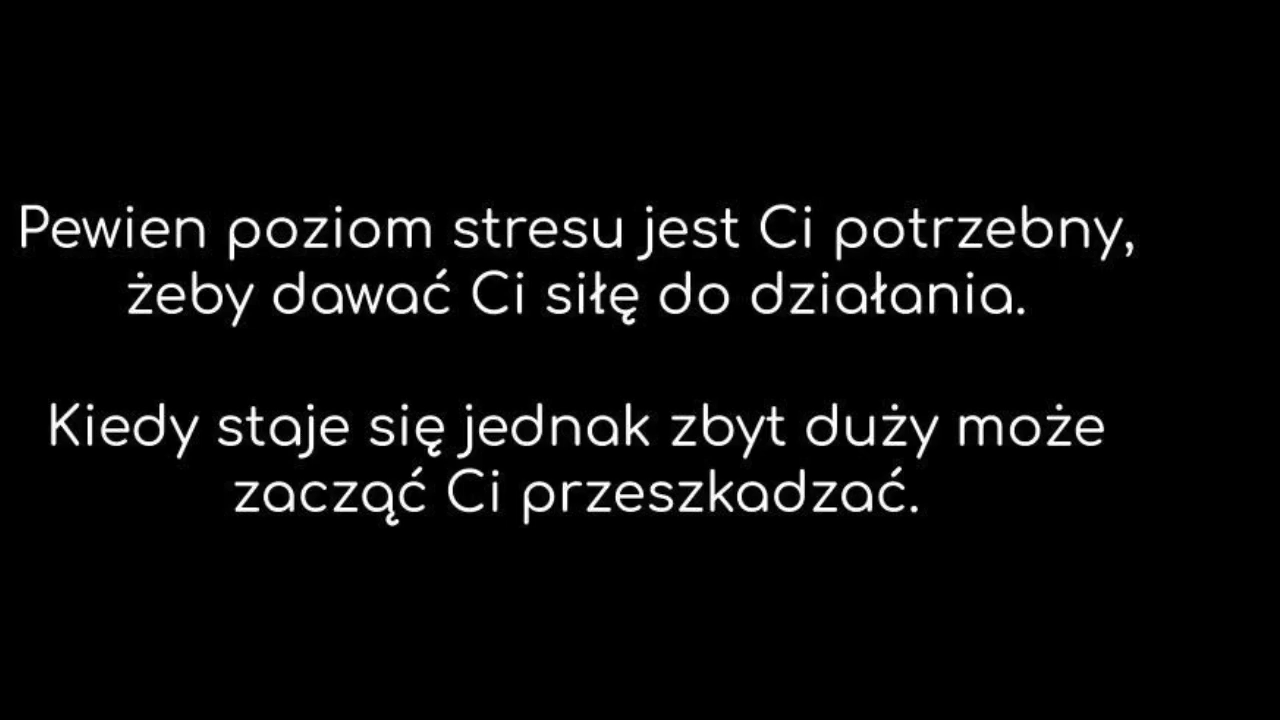 Pewien poziom stresu jest Ci potrzebny,
żeby dawać Ci siłę do działania.
Kiedy staje się jednak zbyt duży może
zacząć Ci przeszkadzać.